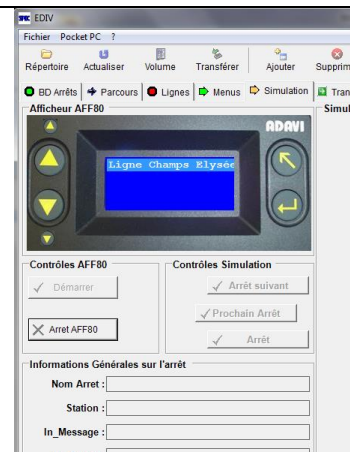 EDIV
Fichier Pocket PC ?
Répertoire Actualiser Volume Transférer Ajouter Supprim
BD Arrêts Parcours Lignes Menus Simulation Tran
Afficheur AFF80
Simul
ADAVI
Ligne Champs Elysée
Contrôles AFF80
Contrôles Simulation
Démarrer
Arrêt suivant
Prochain Arrêt
Arret AFF80
Arrêt
Informations Générales sur l'arrêt
Nom Arret :
Station :
In_Message :